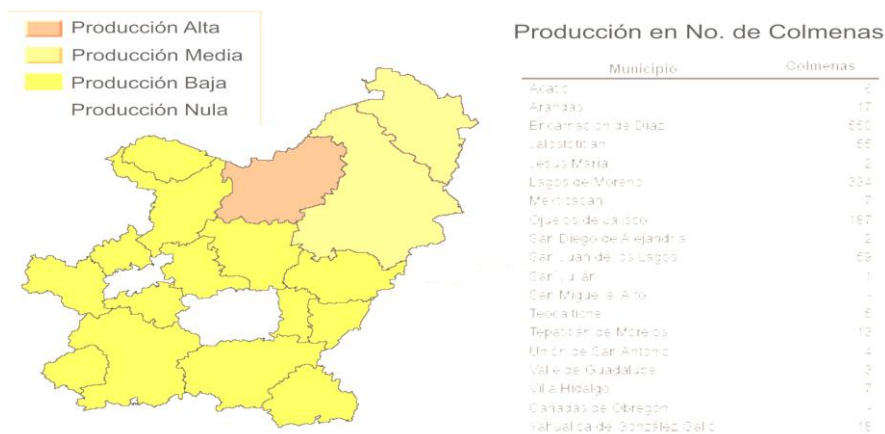 Producción Alta
Producción Media
Producción Baja
Producción Nula
Producción en No. de Colmenas
Municipio Colmenas
Acatic 6
Arandas 17
Encarnación de Díaz 550
Jalostotitlán 55
Jesús María 2
Lagos de Moreno 334
Mexticacán 7
Ojuelos de Jalisco 187
San Diego de Alejandría 2
San Juan de los Lagos 59
San Julián 1
San Miguel el Alto -
Teocaltiche 6
Tepatitlán de Morelos 13
Unión de San Antonio 4
Valle de Guadalupe 3
Villa Hidalgo 7
Cañadas de Obregón -
Yahualica de González Gallo 19